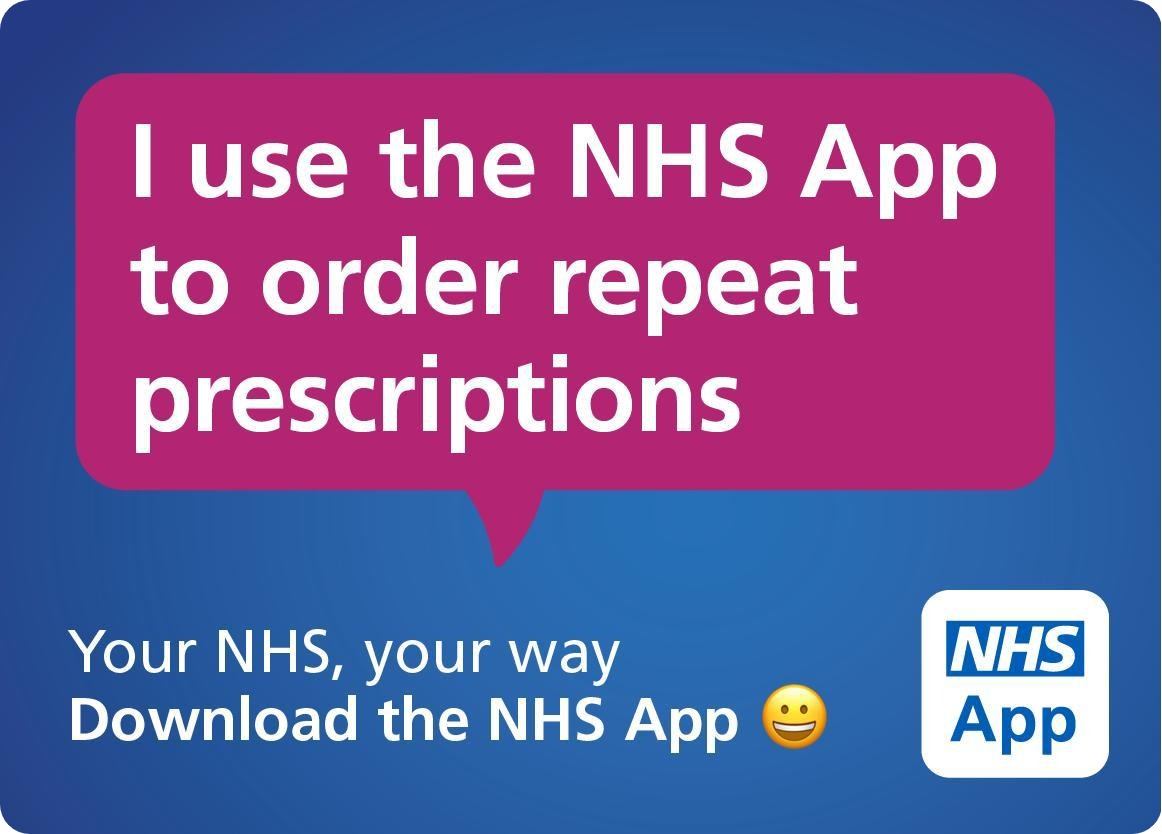 I use the NHS App
to order repeat
prescriptions
Your NHS, your way
Download the NHS App 😀
NHS
App